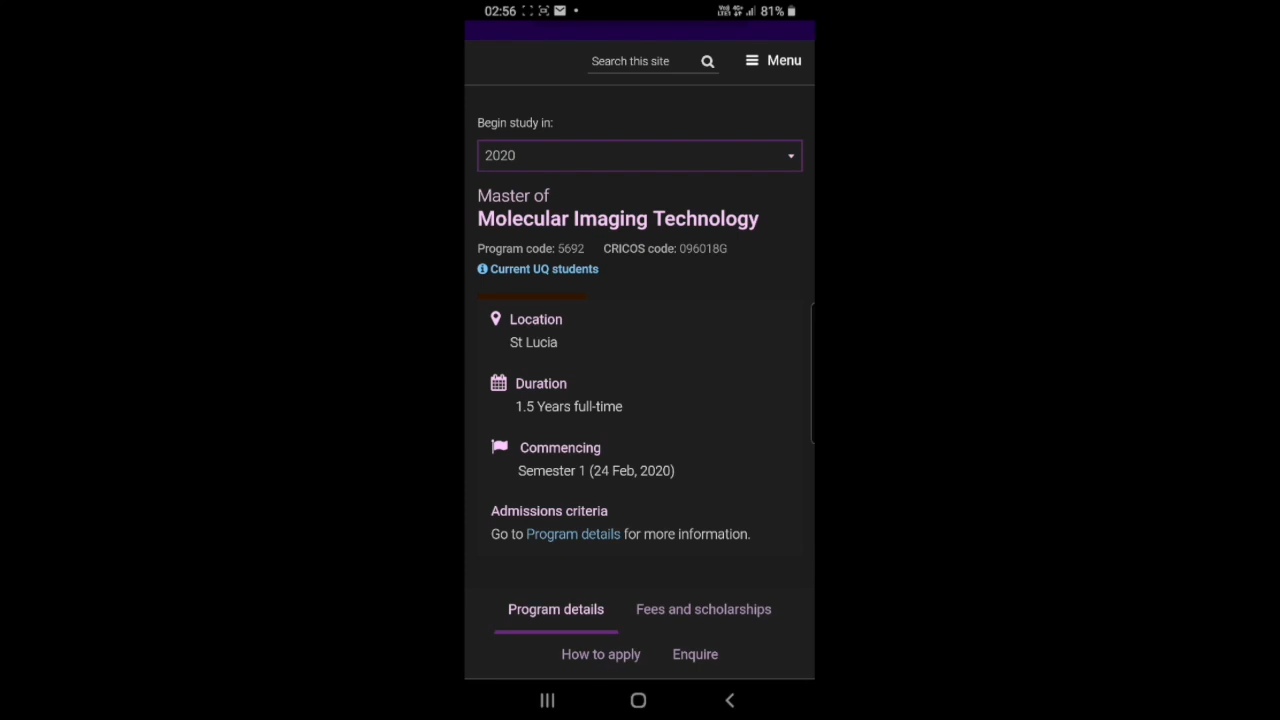 02:56
VoLTE1 4G+ 81%
Search this site
Menu
Begin study in:
2020
Master of
Molecular Imaging Technology
Program code: 5692 CRICOS code: 096018G
Current UQ students
Location
St Lucia
Duration
1.5 Years full-time
Commencing
Semester 1 (24 Feb, 2020)
Admissions criteria
Go to Program details for more information.
Program details Fees and scholarships
How to apply Enquire